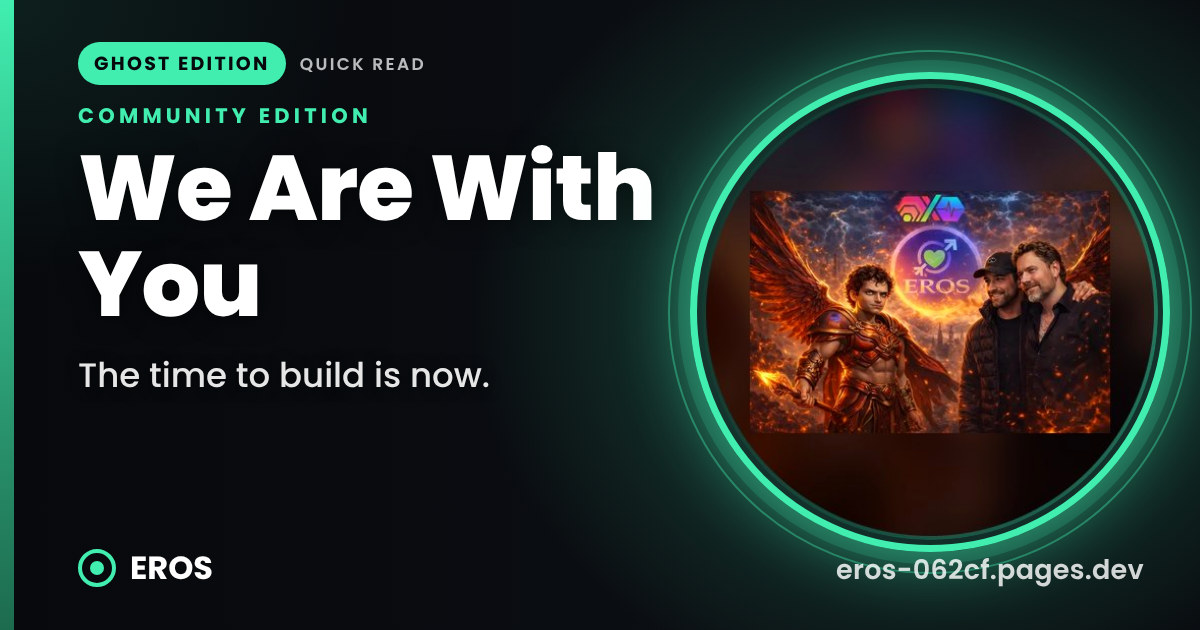 GHOST EDITION QUICK READ
COMMUNITY EDITION
We Are With
You
The time to build is now.
EROS
EROS
eros-062cf.pages.dev